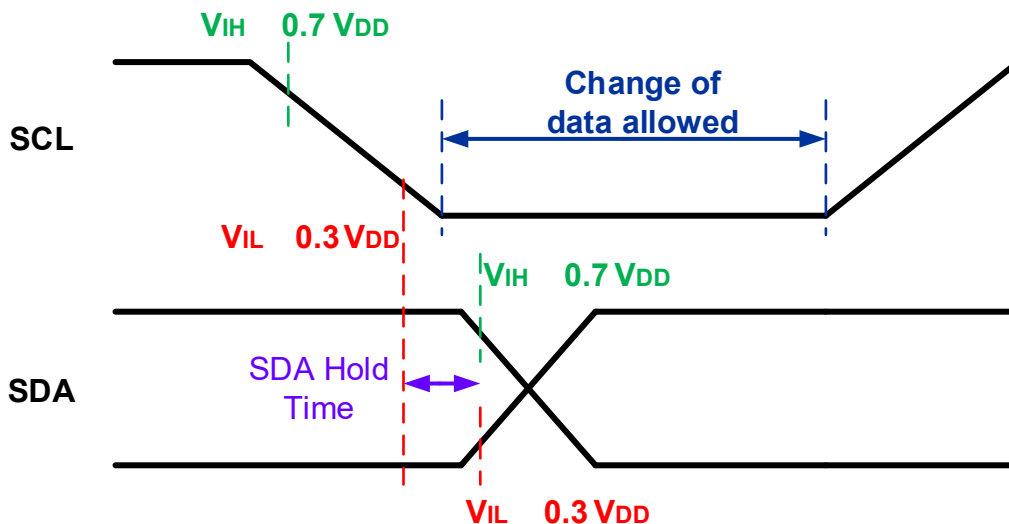 VIH 0.7 VDD
Change of
data allowed
SCL
VIL 0.3 VDD
VIH 0.7 VDD
SDA Hold
Time
SDA
VIL 0.3 VDD